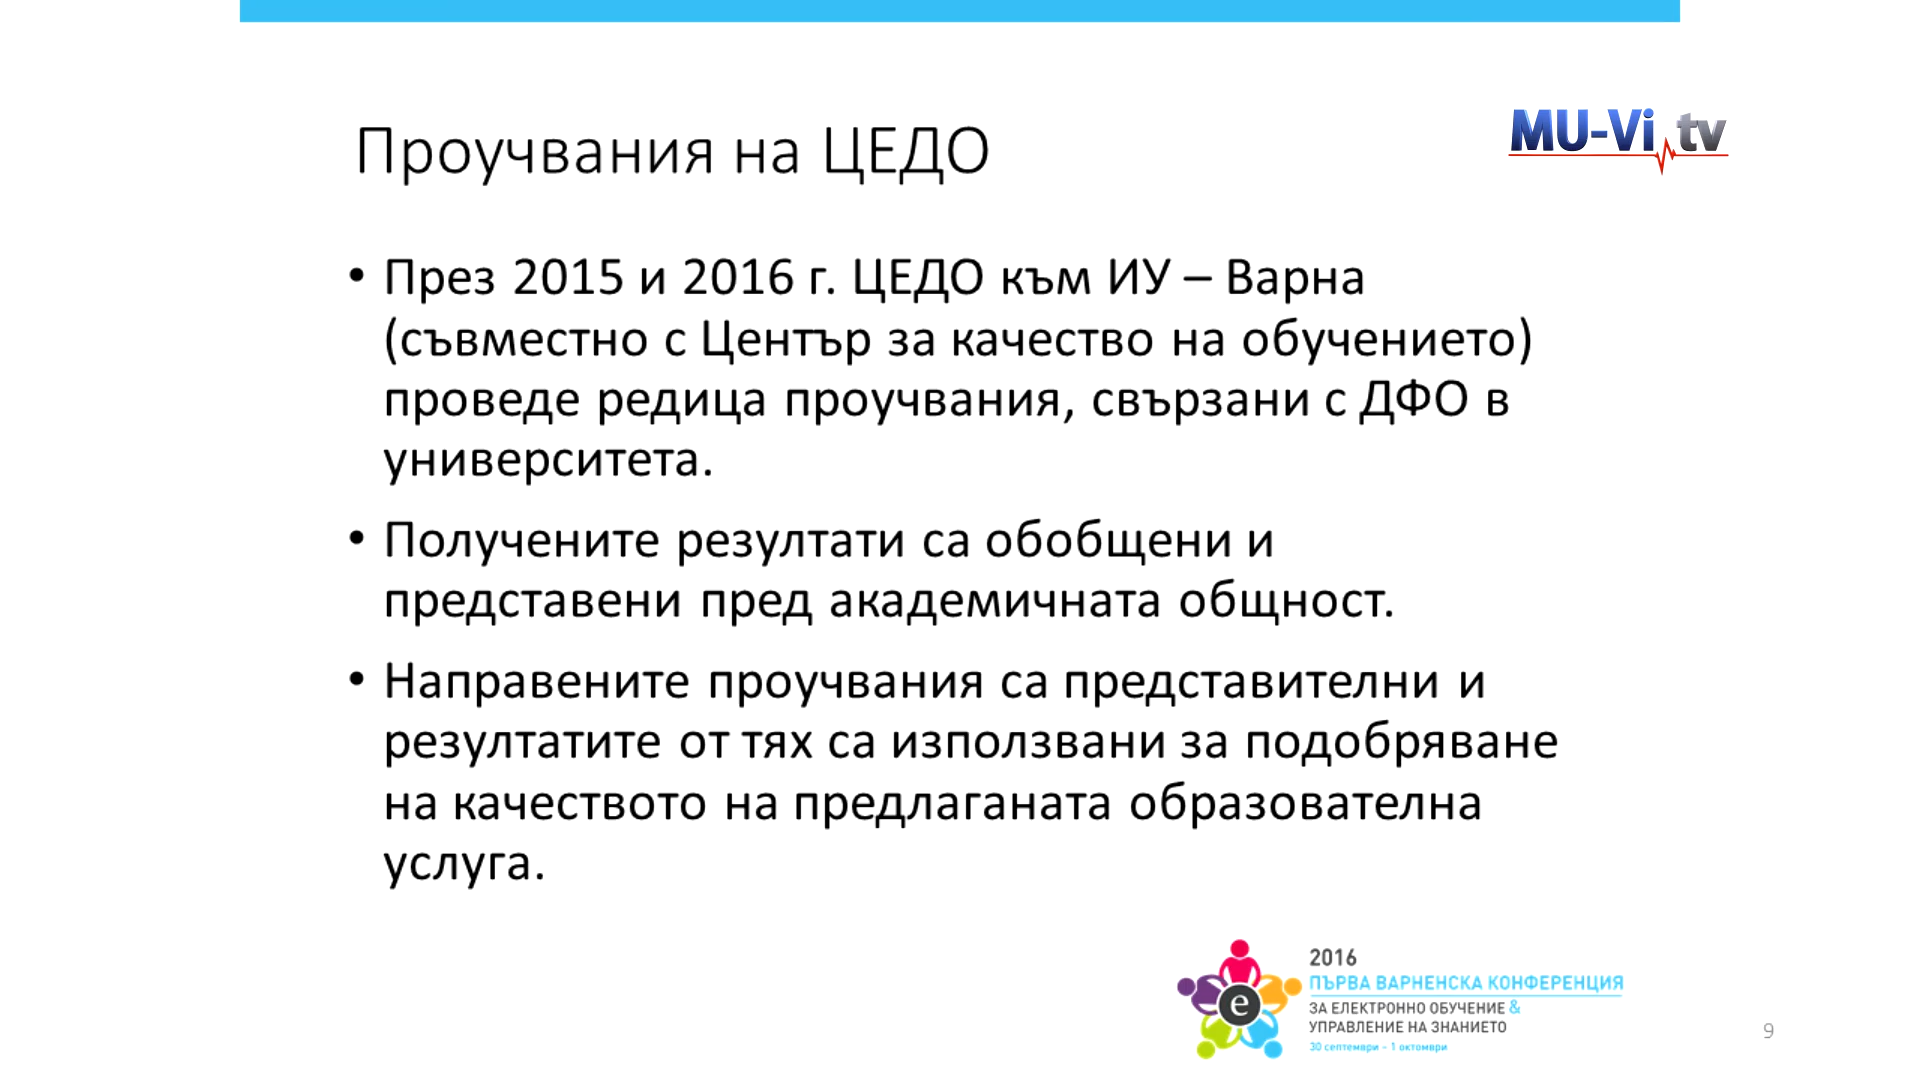 MU-Vi.tv
Проучвания на ЦЕДО
• През 2015 и 2016 г. ЦЕДО към ИУ – Варна
(съвместно с Център за качество на обучението)
проведе редица проучвания, свързани с ДФО в
университета.
• Получените резултати са обобщени и
представени пред академичната общност.
• Направените проучвания са представителни и
резултатите от тях са използвани за подобряване
на качеството на предлаганата образователна
услуга.
e
2016
ПЪРВА ВАРНЕНСКА КОНФЕРЕНЦИЯ
ЗА ЕЛЕКТРОННО ОБУЧЕНИЕ &
УПРАВЛЕНИЕ НА ЗНАНИЕТО
30 септември – 1 октомври
9